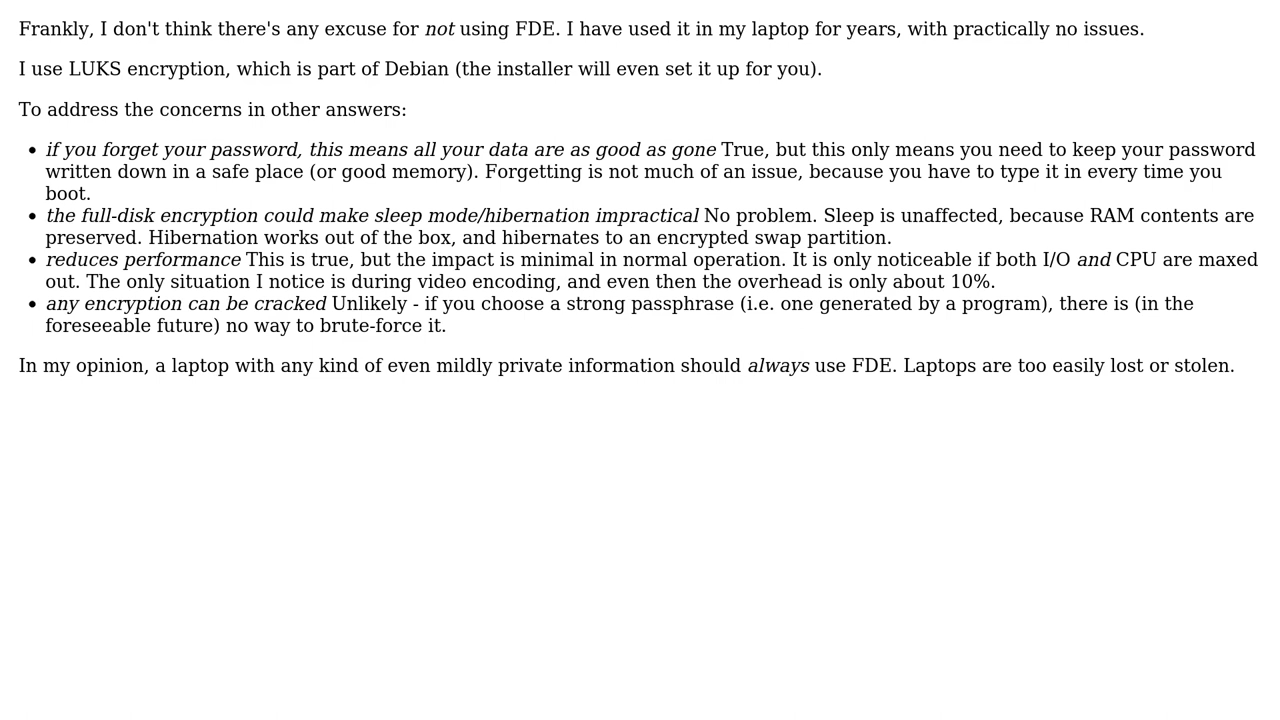 Frankly, I don't think there's any excuse for not using FDE. I have used it in my laptop for years, with practically no issues.
I use LUKS encryption, which is part of Debian (the installer will even set it up for you).
To address the concerns in other answers:
• if you forget your password, this means all your data are as good as gone True, but this only means you need to keep your password
written down in a safe place (or good memory). Forgetting is not much of an issue, because you have to type it in every time you
boot.
• the full-disk encryption could make sleep mode/hibernation impractical No problem. Sleep is unaffected, because RAM contents are
preserved. Hibernation works out of the box, and hibernates to an encrypted swap partition.
• reduces performance This is true, but the impact is minimal in normal operation. It is only noticeable if both I/O and CPU are maxed
out. The only situation I notice is during video encoding, and even then the overhead is only about 10%.
• any encryption can be cracked Unlikely - if you choose a strong passphrase (i.e. one generated by a program), there is (in the
foreseeable future) no way to brute-force it.
In my opinion, a laptop with any kind of even mildly private information should always use FDE. Laptops are too easily lost or stolen.